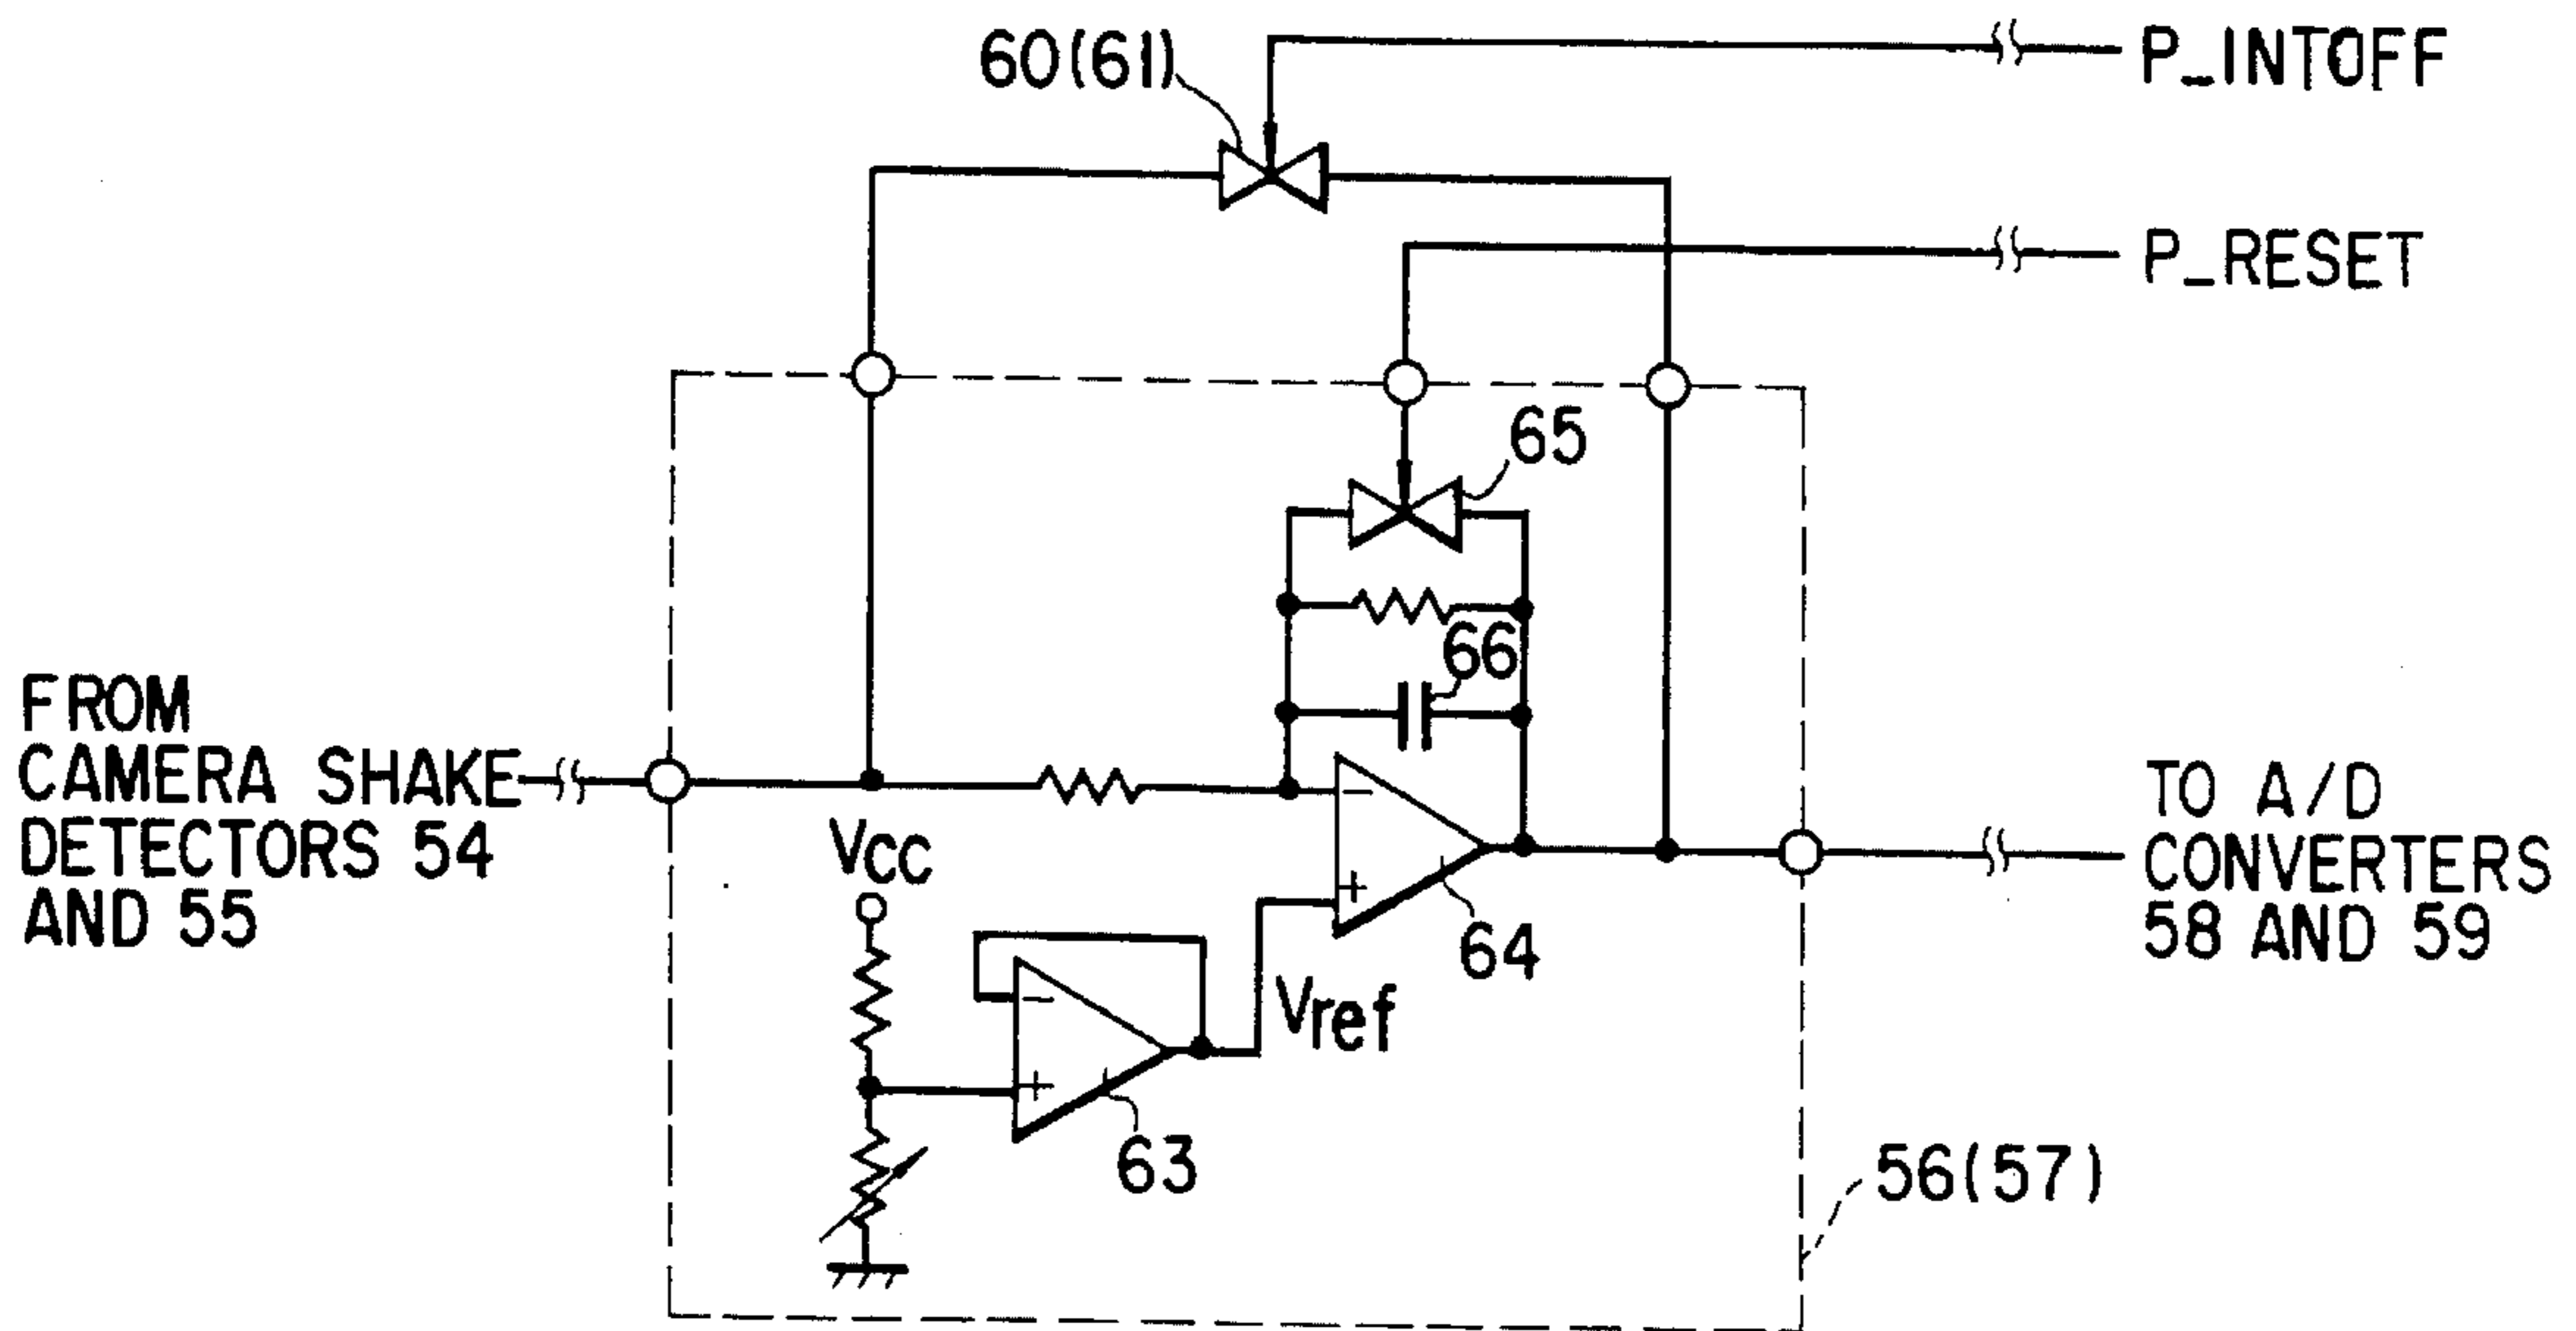 60(61)
P_INTOFF
P_RESET
65
66
FROM
CAMERA SHAKE
DETECTORS 54
AND 55
VCC
−
+
64
TO A/D
CONVERTERS
58 AND 59
Vref
−
+
63
56(57)